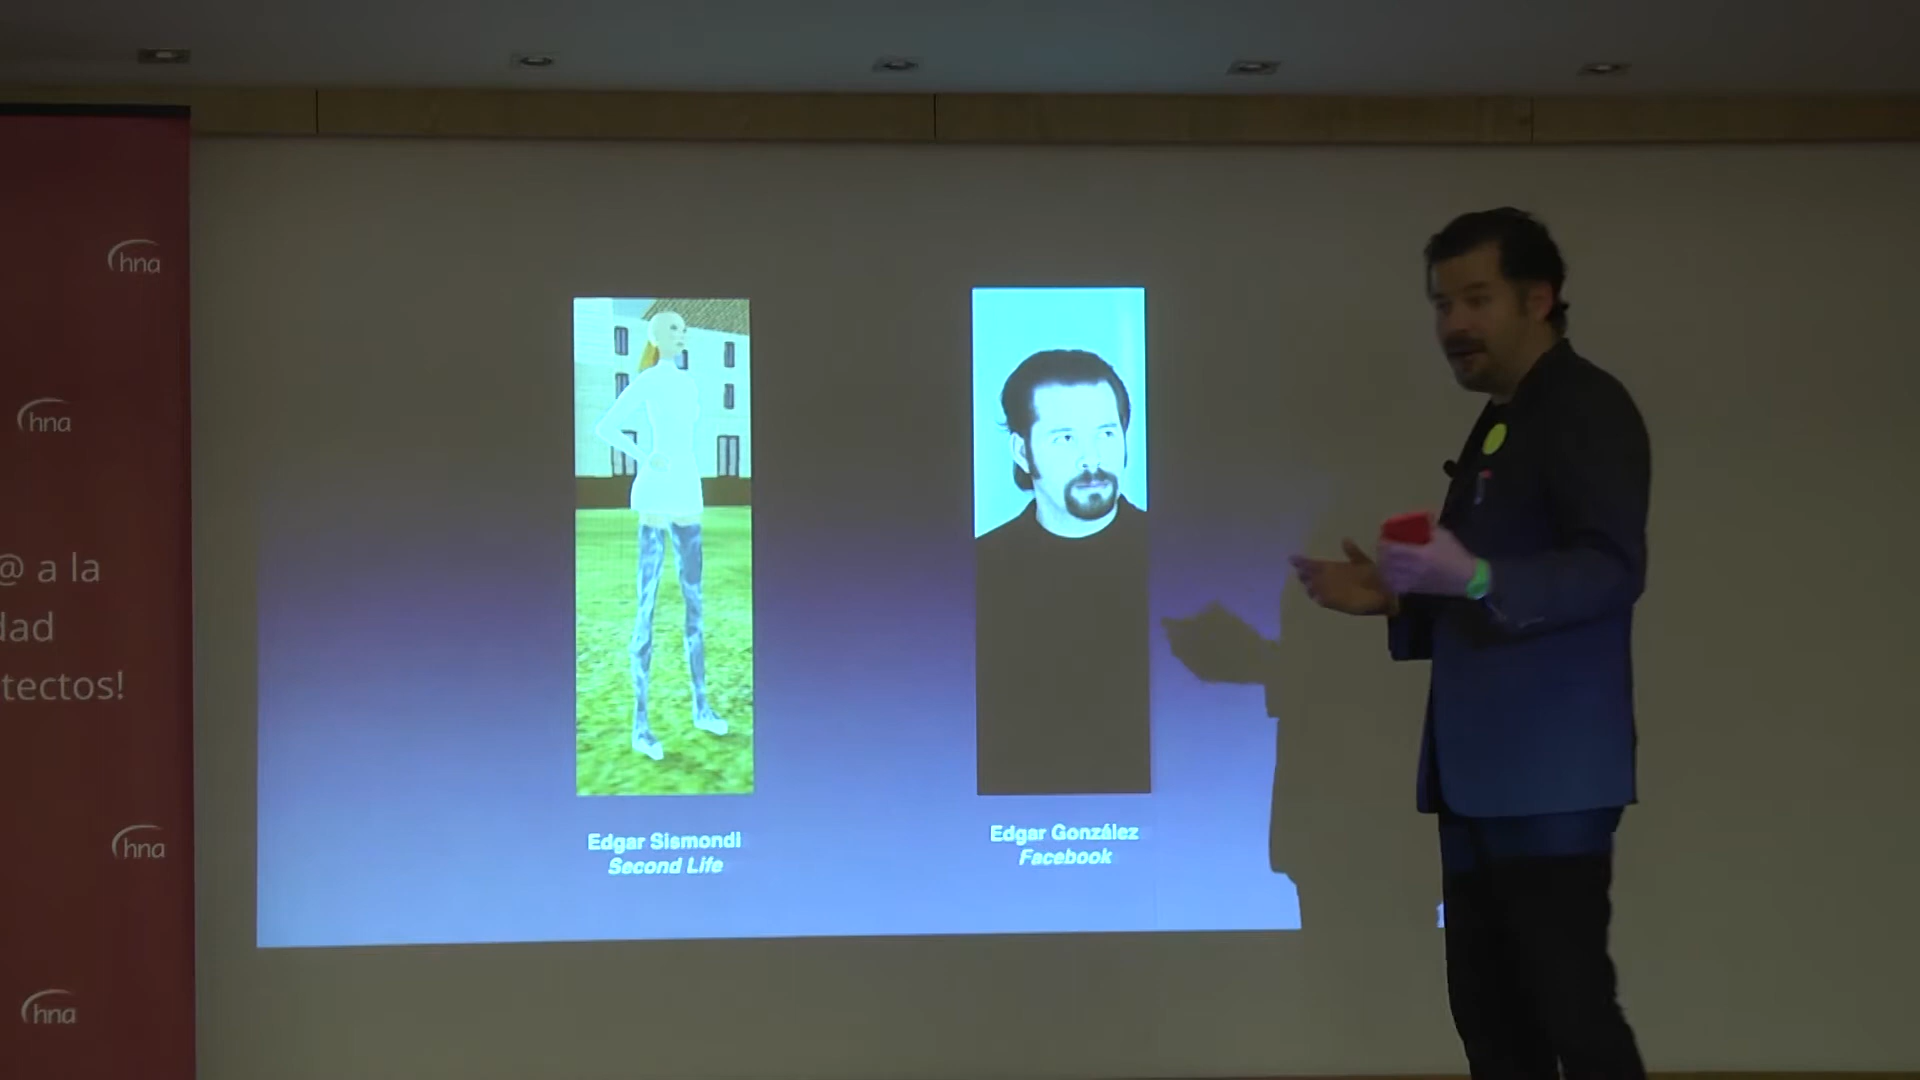 hna
hna
@ a la
dad
tectos!
hna
hna
Edgar Sismondi
Second Life
Edgar González
Facebook